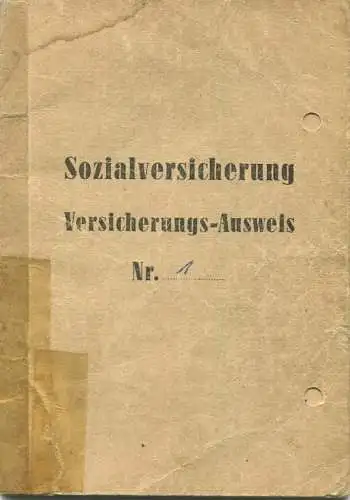 Sozialversicherung
Versicherungs-Ausweis
Nr. 1